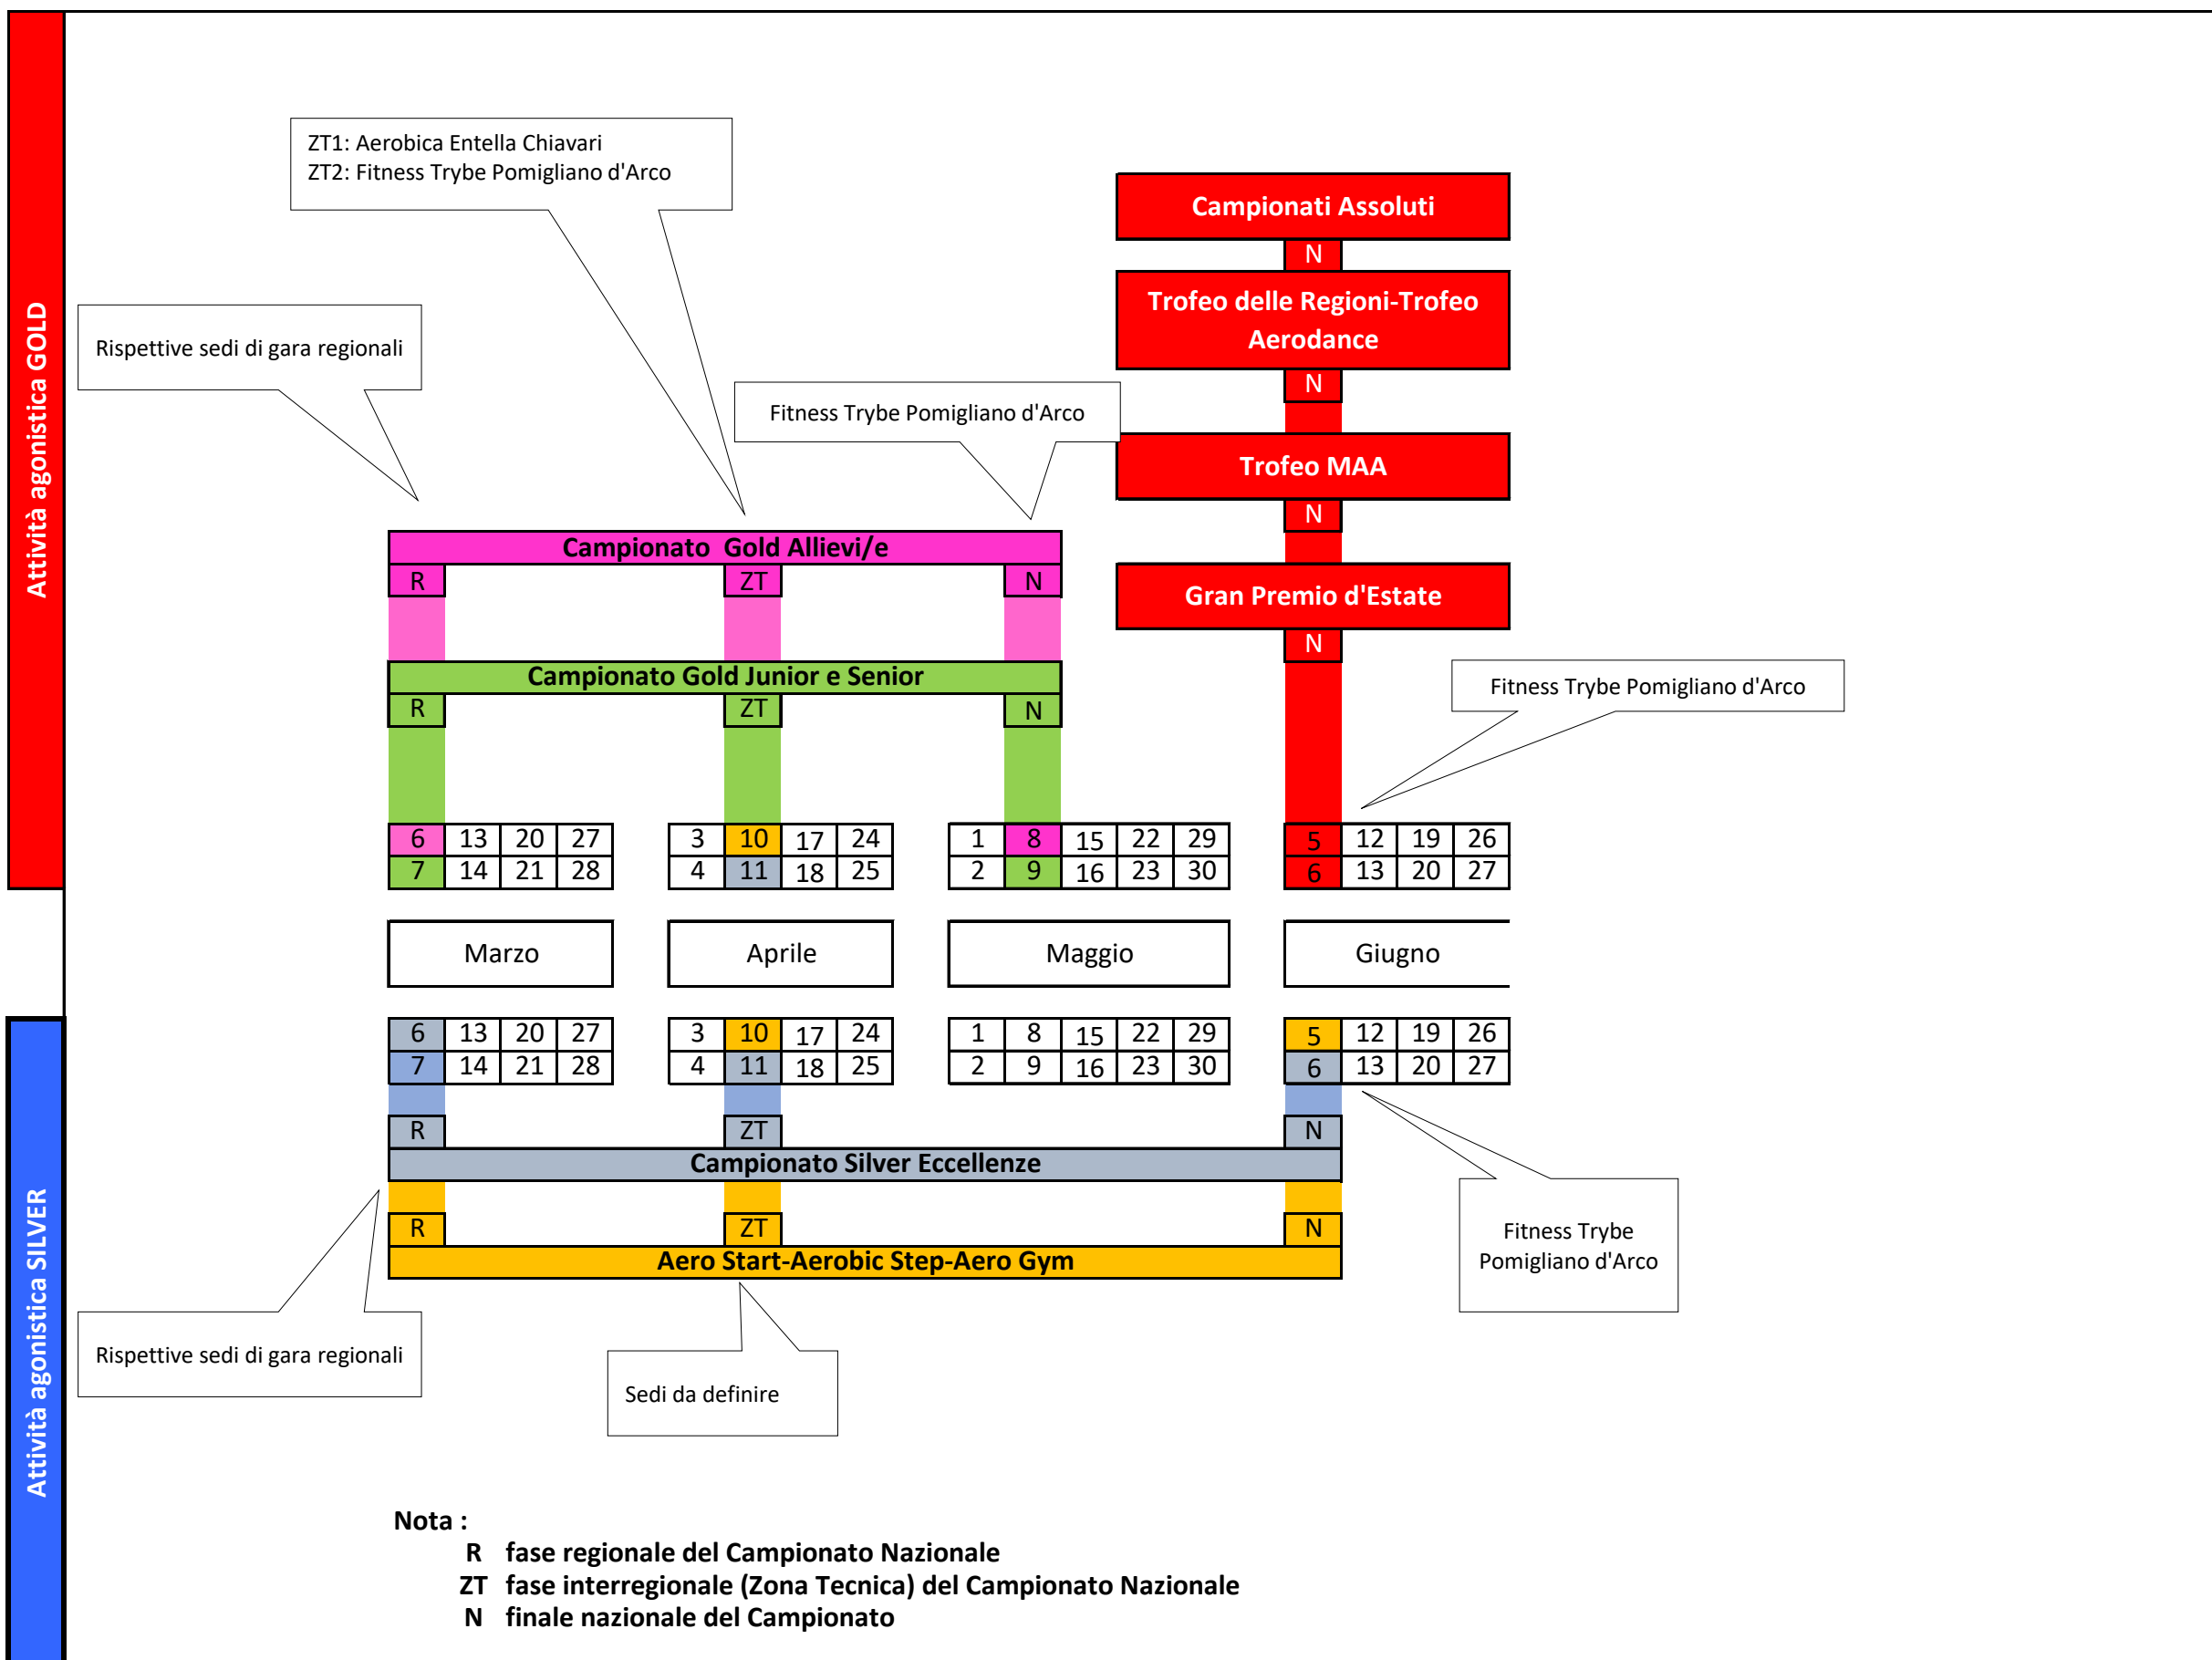 Attività agonistica GOLD
ZT1: Aerobica Entella Chiavari
ZT2: Fitness Trybe Pomigliano d'Arco
Campionati Assoluti
N
Trofeo delle Regioni-Trofeo
Aerodance
N
Rispettive sedi di gara regionali
Fitness Trybe Pomigliano d'Arco
Trofeo MAA
N
Campionato  Gold Allievi/e
R ZT N
Gran Premio d'Estate
N
Campionato Gold Junior e Senior
R ZT N
Fitness Trybe Pomigliano d'Arco
6 13 20 27 3 10 17 24 1 8 15 22 29 5 12 19 26
7 14 21 28 4 11 18 25 2 9 16 23 30 6 13 20 27
Marzo Aprile Maggio Giugno
Attività agonistica SILVER
6 13 20 27 3 10 17 24 1 8 15 22 29 5 12 19 26
7 14 21 28 4 11 18 25 2 9 16 23 30 6 13 20 27
R ZT N
Campionato Silver Eccellenze
R ZT N
Aero Start-Aerobic Step-Aero Gym
Fitness Trybe
Pomigliano d'Arco
Rispettive sedi di gara regionali
Sedi da definire
Nota :
R fase regionale del Campionato Nazionale
ZT fase interregionale (Zona Tecnica) del Campionato Nazionale
N finale nazionale del Campionato